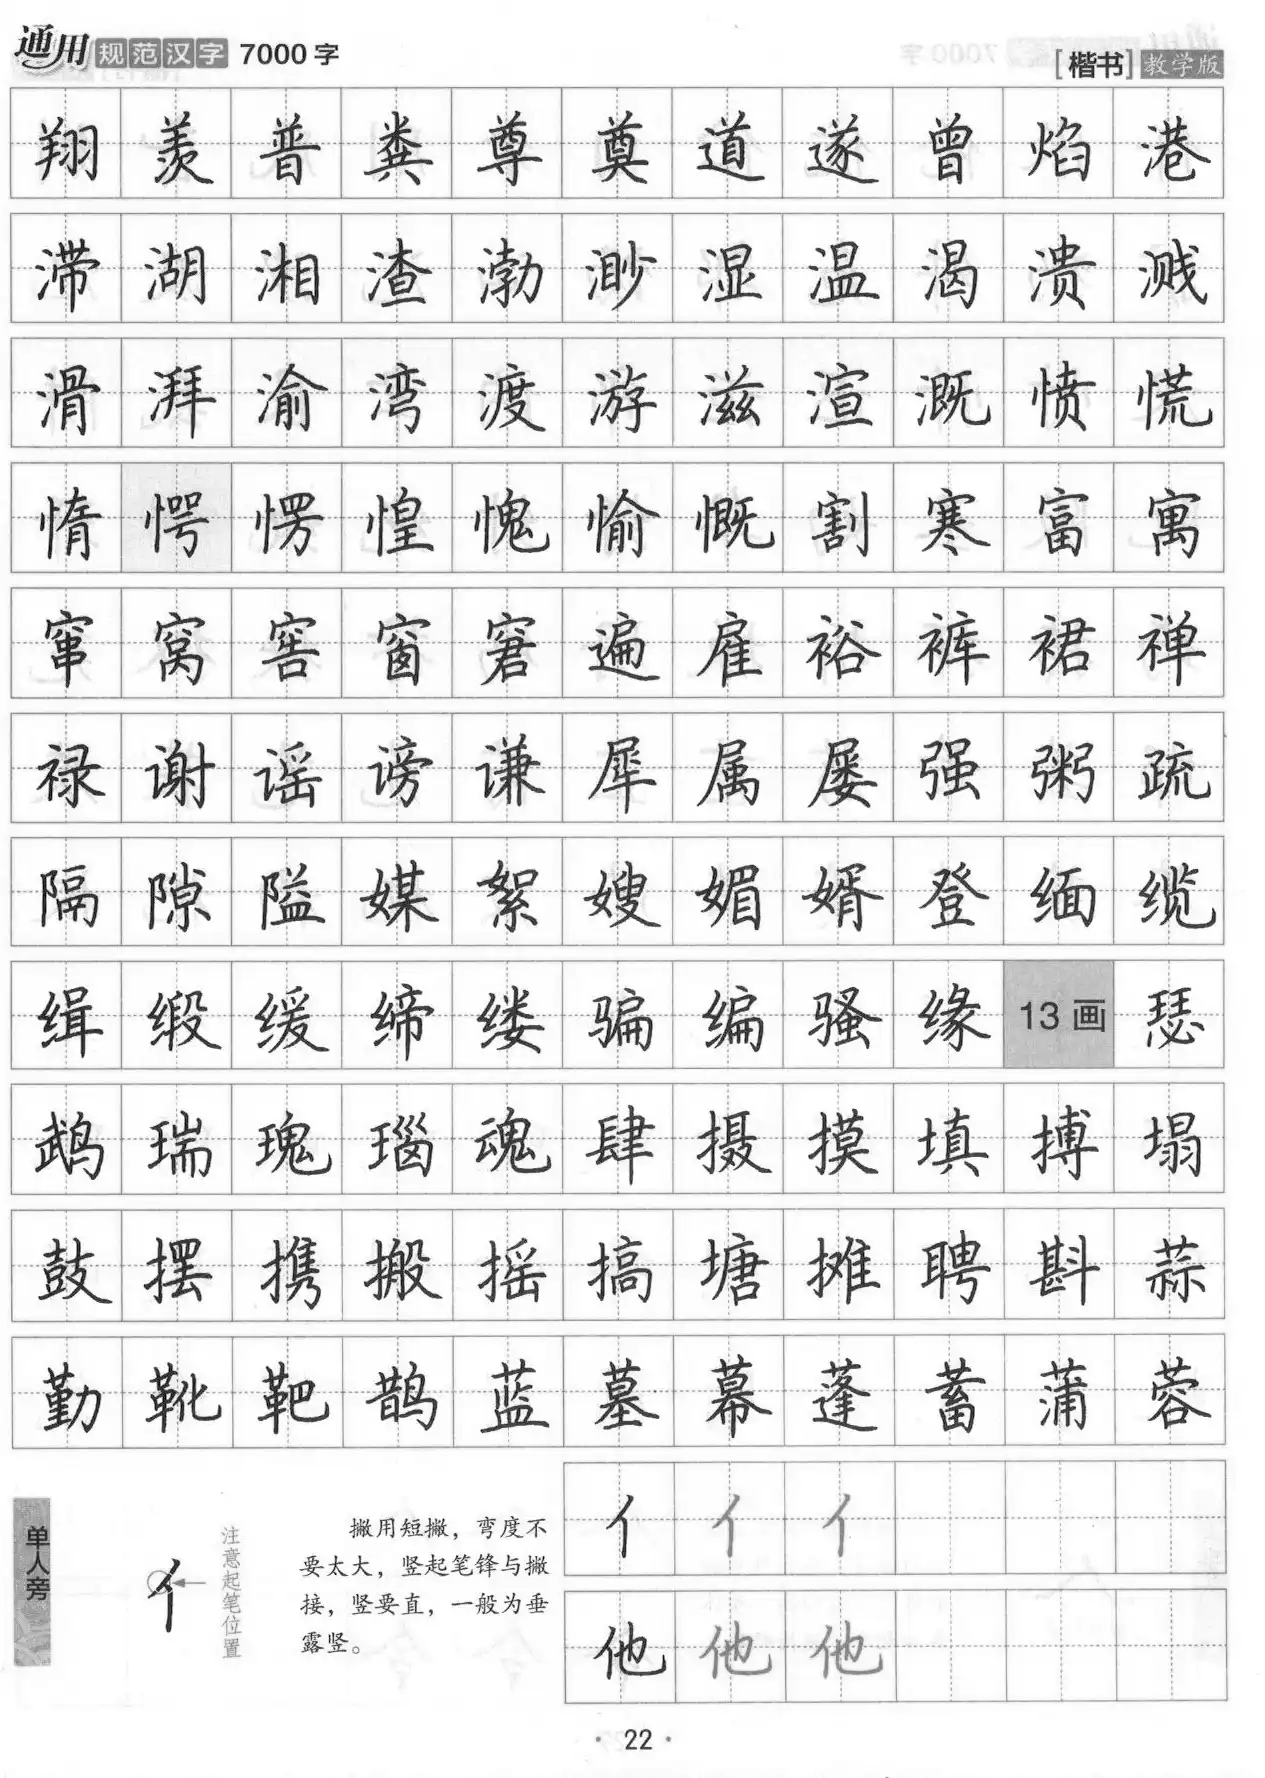 通用规范汉字 7000 字
[楷书] 教学版
翔 羡 普 粪 尊 奠 道 遂 曾 焰 港
滞 湖 湘 渣 渤 渺 湿 温 渴 溃 溅
滑 湃 渝 湾 渡 游 滋 渲 溉 愤 慌
惰 愕 愣 惶 愧 愉 慨 割 寒 富 寓
窜 窝 窖 窗 窘 遍 雇 裕 裤 裙 禅
禄 谢 谣 谤 谦 犀 属 屡 强 粥 疏
隔 隙 隘 媒 絮 嫂 媚 婿 登 缅 缆
缉 缎 缓 缔 缕 骗 编 骚 缘 13 画 瑟
鹉 瑞 瑰 瑙 魂 肆 摄 摸 填 搏 塌
鼓 摆 携 搬 摇 搞 塘 摊 聘 斟 蒜
勤 靴 靶 鹊 蓝 墓 幕 蓬 蓄 蒲 蓉
单人旁
亻
注意起笔位置
撇用短撇，弯度不
要太大，竖起笔锋与撇
接，竖要直，一般为垂
露竖。
亻 亻 亻
他 他 他
· 22 ·